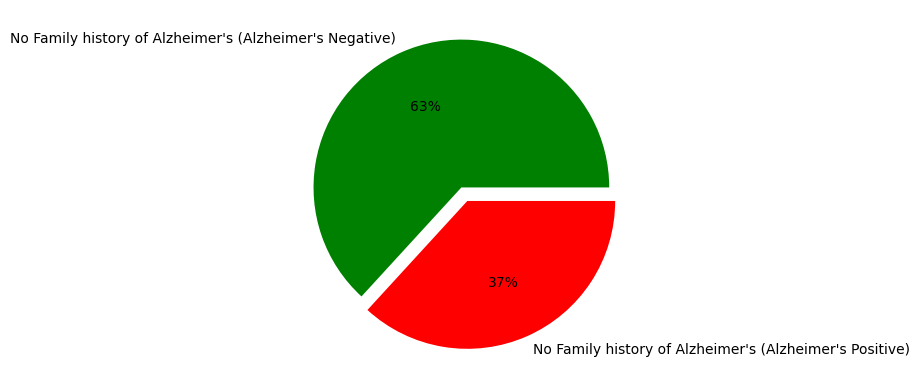 No Family history of Alzheimer's (Alzheimer's Negative)
63%
37%
No Family history of Alzheimer's (Alzheimer's Positive)